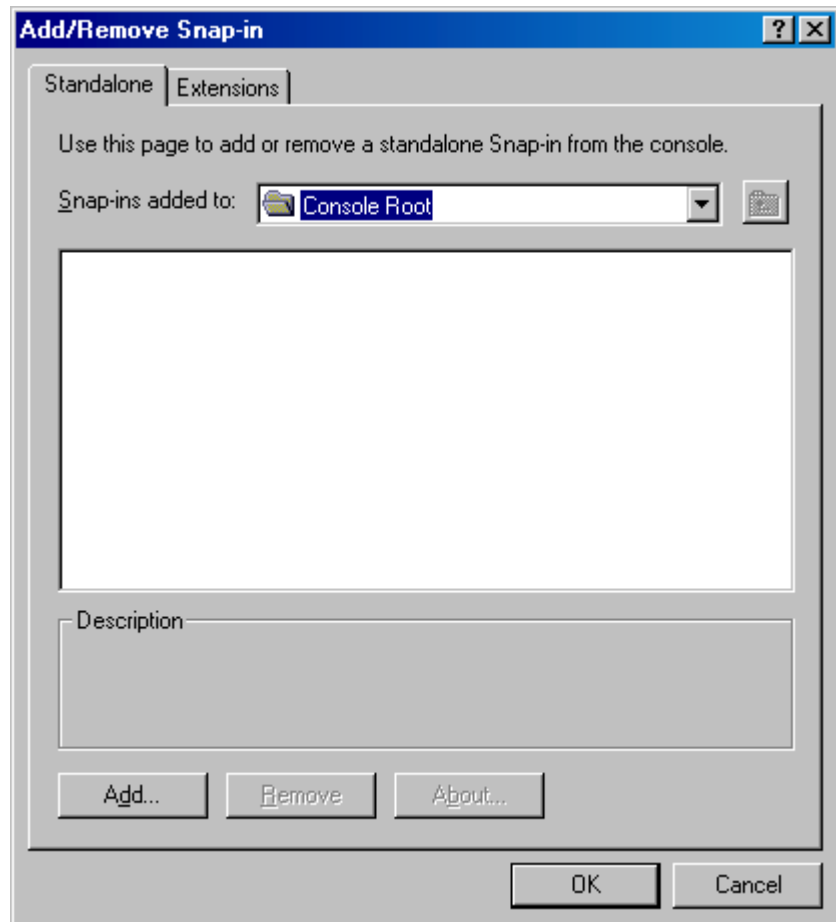 Add/Remove Snap-in
Standalone Extensions
Use this page to add or remove a standalone Snap-in from the console.
Snap-ins added to: Console Root
Description
Add... Remove About...
OK Cancel